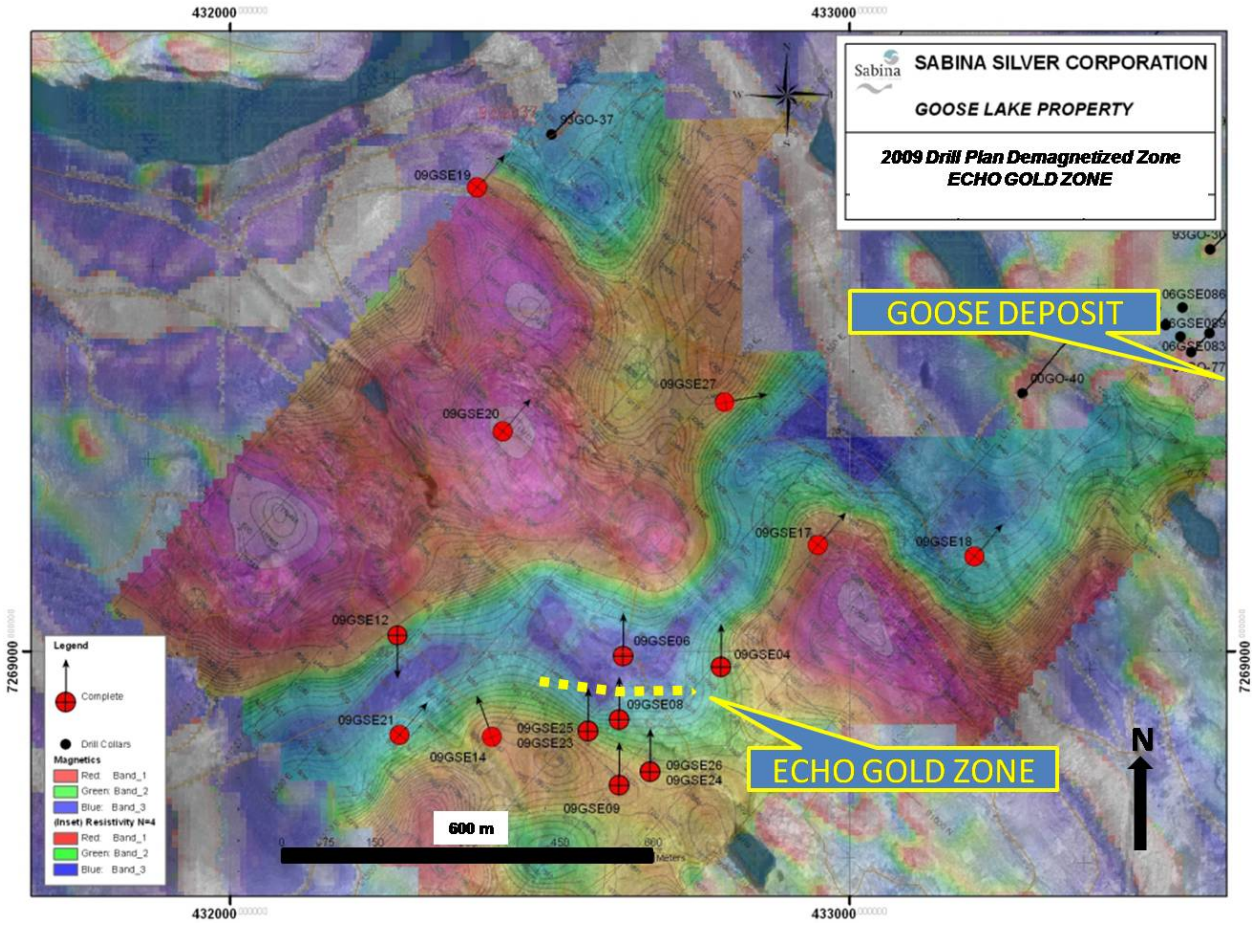 432000
433000
Sabina
SABINA SILVER CORPORATION
GOOSE LAKE PROPERTY
2009 Drill Plan Demagnetized Zone
ECHO GOLD ZONE
N
W
S
93GO-37
09GSE19
06GSE086
06GSE083
GOOSE DEPOSIT
00GO-40
09GSE27
09GSE20
09GSE17
09GSE18
09GSE12
09GSE06
09GSE04
7269000
7269000
09GSE08
09GSE21
09GSE25
09GSE23
09GSE14
09GSE26
09GSE24
09GSE09
ECHO GOLD ZONE
N
Legend
Complete
Drill Collars
Magnetics
Red: Band_1
Green: Band_2
Blue: Band_3
(Inset) Resistivity N=4
Red: Band_1
Green: Band_2
Blue: Band_3
600 m
0 75 150 450 600
Meters
432000
433000